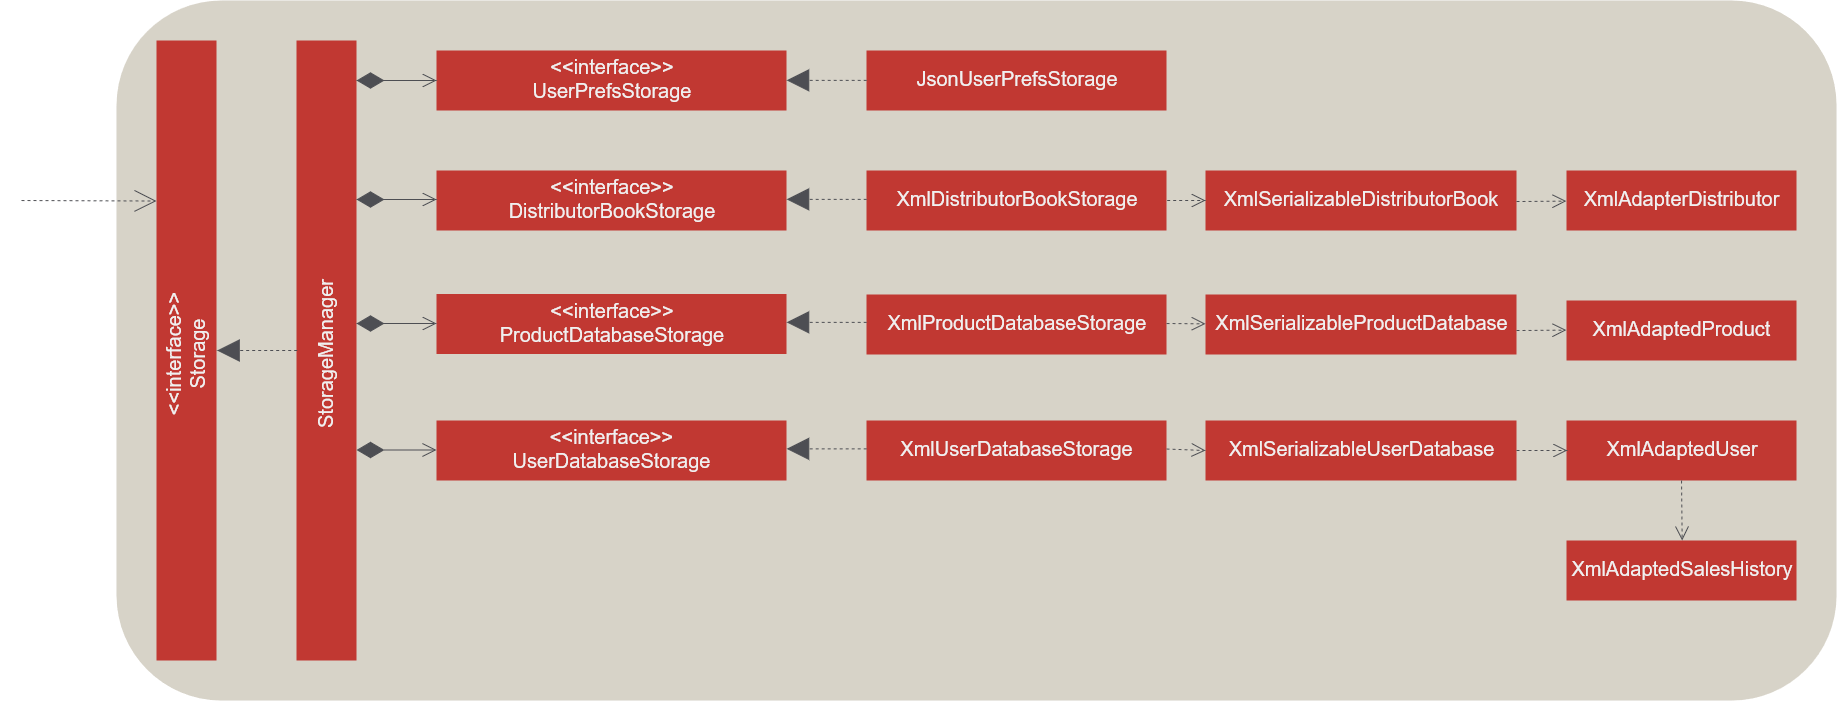 <<interface>>
Storage
StorageManager
<<interface>>
UserPrefsStorage
JsonUserPrefsStorage
<<interface>>
DistributorBookStorage
XmlDistributorBookStorage
XmlSerializableDistributorBook
XmlAdapterDistributor
<<interface>>
ProductDatabaseStorage
XmlProductDatabaseStorage
XmlSerializableProductDatabase
XmlAdaptedProduct
<<interface>>
UserDatabaseStorage
XmlUserDatabaseStorage
XmlSerializableUserDatabase
XmlAdaptedUser
XmlAdaptedSalesHistory